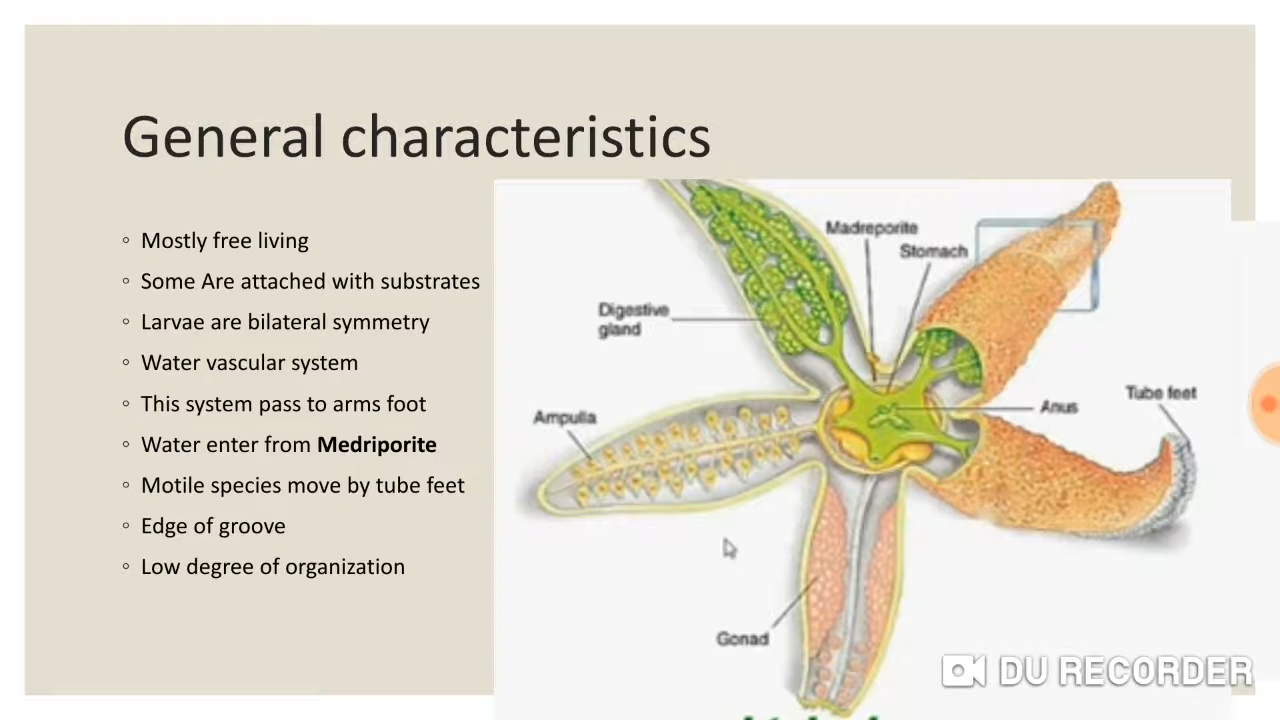 General characteristics
Mostly free living
Some Are attached with substrates
Larvae are bilateral symmetry
Water vascular system
This system pass to arms foot
Water enter from Medriporite
Motile species move by tube feet
Edge of groove
Low degree of organization
Madreporite
Stomach
Digestive
gland
Ampulla
Anus
Tube feet
Gonad
DU RECORDER